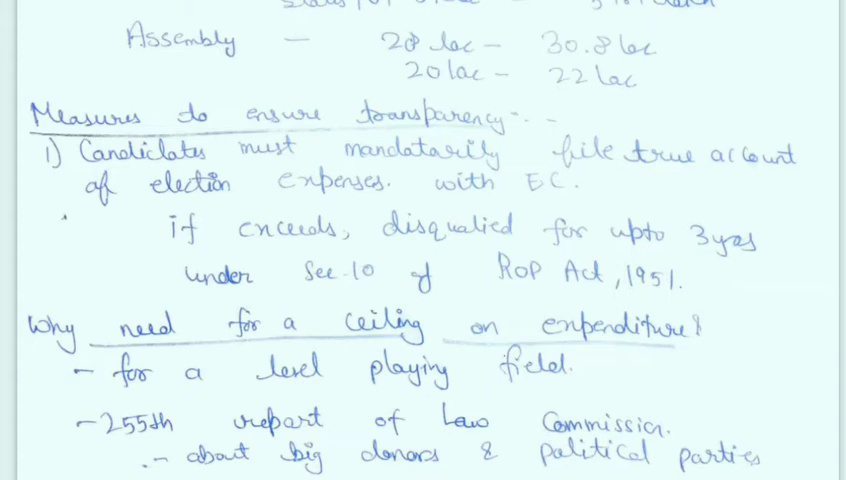 Assembly - 28 lac - 30.8 lac
20 lac - 22 lac
Measures to ensure transparency:-
1) Candidates must mandatarily file true account
of election expenses. with EC.
if exceeds, disqualied for upto 3 yrs
under Sec.10 of RoP Act, 1951.
Why need for a ceiling on expenditure?
- for a level playing field.
- 255th report of Law Commission.
- about big donors & political parties